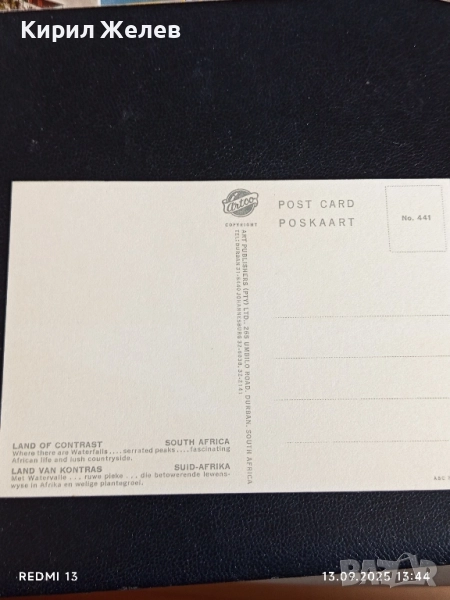 Кирил Желев
Artco
COPYRIGHT
POST CARD
POSKAART
No. 441
ART PUBLISHERS (PTY) LTD., 265 UMBILO ROAD, DURBAN, SOUTH AFRICA
LAND OF CONTRAST SOUTH AFRICA
Where there are Waterfalls .... serrated peaks .... fascinating
African life and lush countryside.
LAND VAN KONTRAS SUID-AFRIKA
Met Watervalle ... ruwe pieke ... die betowerende lewens-
wyse in Afrika en welige plantegroei.
REDMI 13
13.09.2025 13:44
bazar